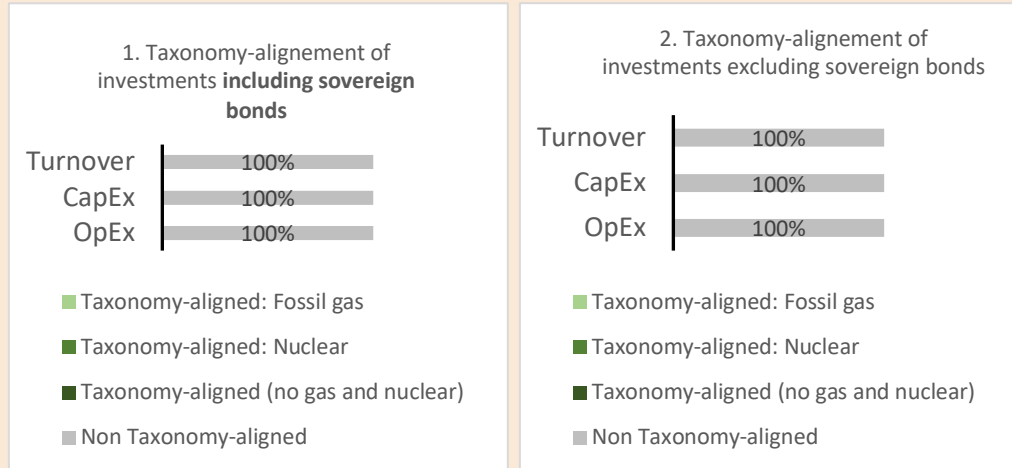 1. Taxonomy-alignement of
investments including sovereign
bonds
Turnover 100%
CapEx 100%
OpEx 100%
Taxonomy-aligned: Fossil gas
Taxonomy-aligned: Nuclear
Taxonomy-aligned (no gas and nuclear)
Non Taxonomy-aligned
2. Taxonomy-alignement of
investments excluding sovereign bonds
Turnover 100%
CapEx 100%
OpEx 100%
Taxonomy-aligned: Fossil gas
Taxonomy-aligned: Nuclear
Taxonomy-aligned (no gas and nuclear)
Non Taxonomy-aligned